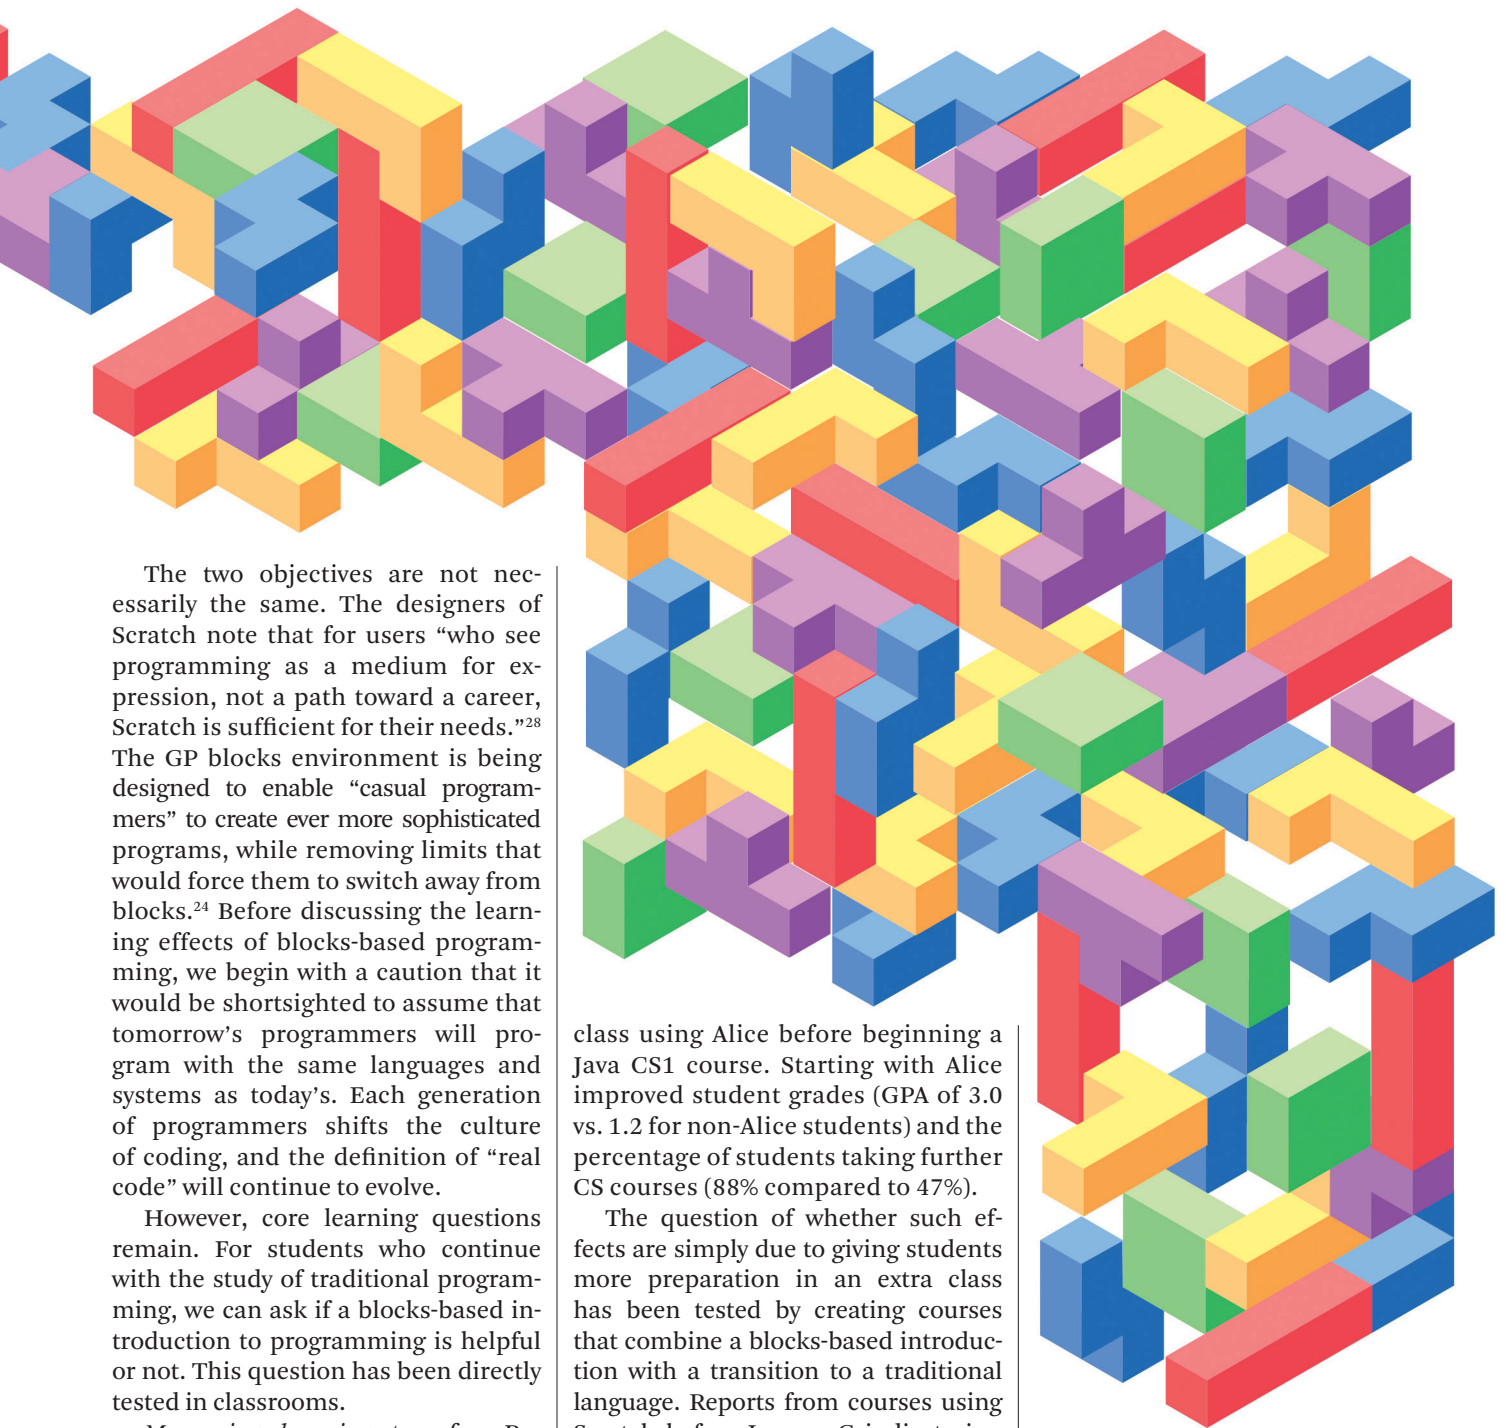 The two objectives are not nec-
essarily the same. The designers of
Scratch note that for users “who see
programming as a medium for ex-
pression, not a path toward a career,
Scratch is sufficient for their needs.”28
The GP blocks environment is being
designed to enable “casual program-
mers” to create ever more sophisticated
programs, while removing limits that
would force them to switch away from
blocks.24 Before discussing the learn-
ing effects of blocks-based program-
ming, we begin with a caution that it
would be shortsighted to assume that
tomorrow’s programmers will pro-
gram with the same languages and
systems as today’s. Each generation
of programmers shifts the culture
of coding, and the definition of “real
code” will continue to evolve.
However, core learning questions
remain. For students who continue
with the study of traditional program-
ming, we can ask if a blocks-based in-
troduction to programming is helpful
or not. This question has been directly
tested in classrooms.
class using Alice before beginning a
Java CS1 course. Starting with Alice
improved student grades (GPA of 3.0
vs. 1.2 for non-Alice students) and the
percentage of students taking further
CS courses (88% compared to 47%).
The question of whether such ef-
fects are simply due to giving students
more preparation in an extra class
has been tested by creating courses
that combine a blocks-based introduc-
tion with a transition to a traditional
language. Reports from courses using